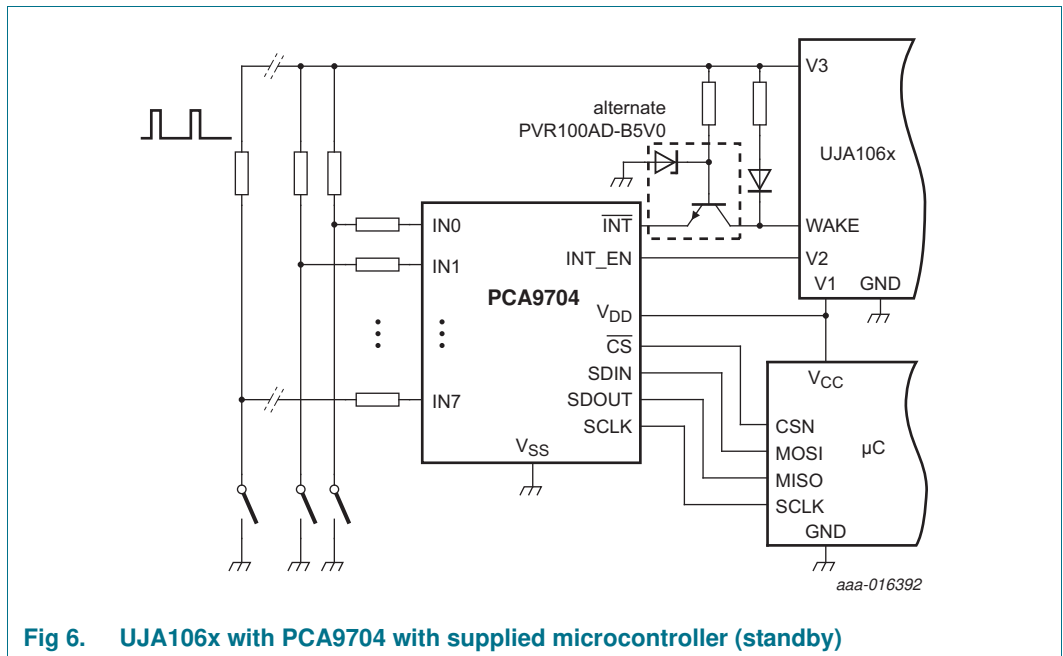 V3
alternate
PVR100AD-B5V0
UJA106x
IN0
INT
WAKE
IN1
INT_EN
V2
V1
GND
PCA9704
VDD
CS
VCC
SDIN
SDOUT
IN7
SCLK
VSS
CSN
µC
MOSI
MISO
SCLK
GND
aaa-016392
Fig 6. UJA106x with PCA9704 with supplied microcontroller (standby)